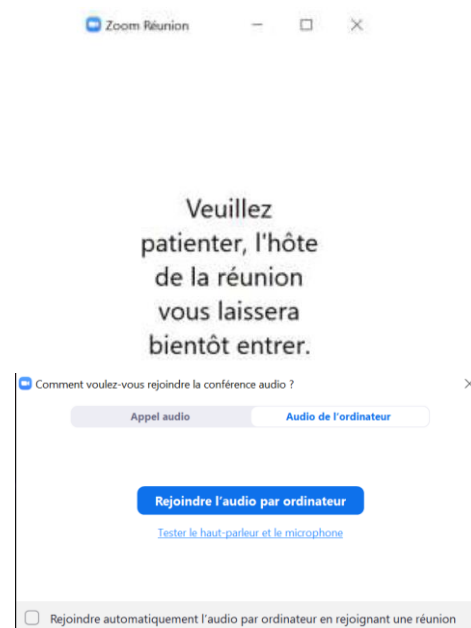 Zoom Réunion
Veuillez
patienter, l'hôte
de la réunion
vous laissera
bientôt entrer.
Comment voulez-vous rejoindre la conférence audio ?
Appel audio
Audio de l'ordinateur
Rejoindre l'audio par ordinateur
Tester le haut-parleur et le microphone
Rejoindre automatiquement l'audio par ordinateur en rejoignant une réunion